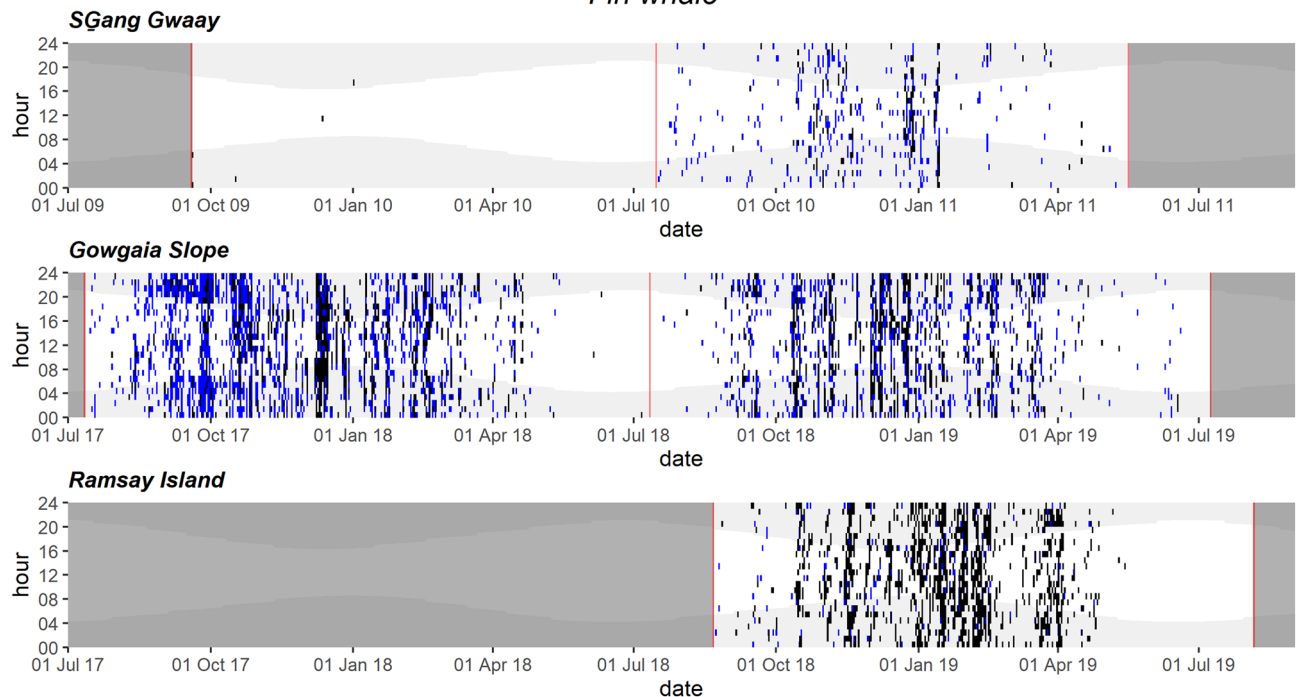 Fin whale
SG̱ang Gwaay
24
20
16
12
08
04
00
hour
01 Jul 09 01 Oct 09 01 Jan 10 01 Apr 10 01 Jul 10 01 Oct 10 01 Jan 11 01 Apr 11 01 Jul 11
date
Gowgaia Slope
24
20
16
12
08
04
00
hour
01 Jul 17 01 Oct 17 01 Jan 18 01 Apr 18 01 Jul 18 01 Oct 18 01 Jan 19 01 Apr 19 01 Jul 19
date
Ramsay Island
24
20
16
12
08
04
00
hour
01 Jul 17 01 Oct 17 01 Jan 18 01 Apr 18 01 Jul 18 01 Oct 18 01 Jan 19 01 Apr 19 01 Jul 19
date